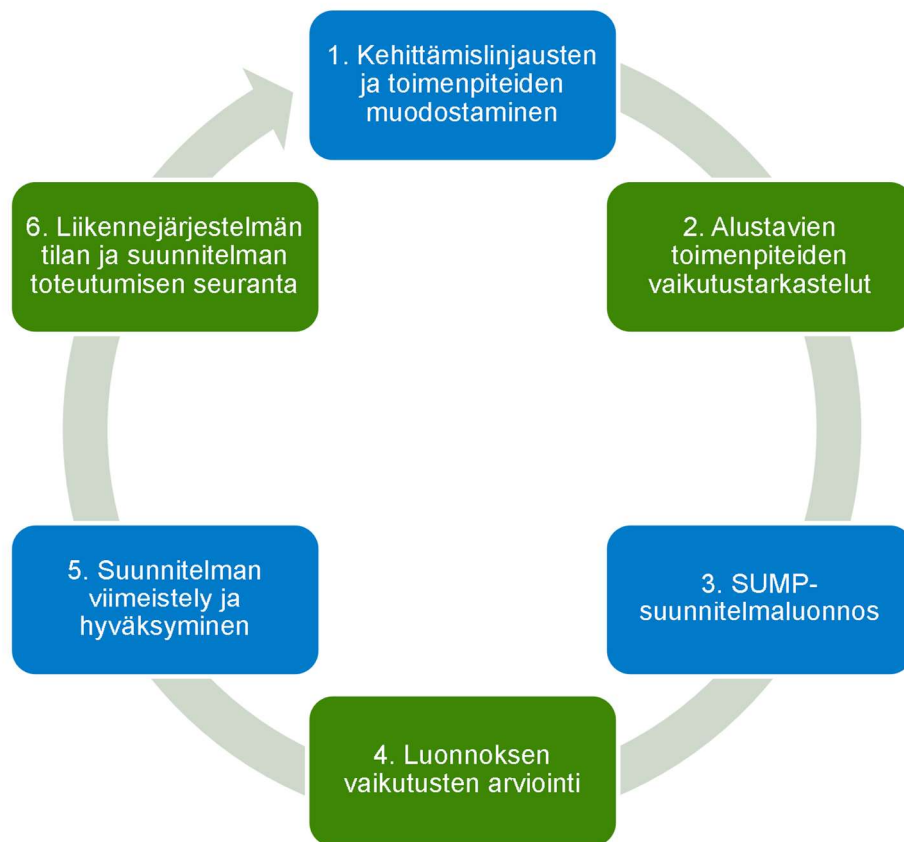 1. Kehittämislinjausten
ja toimenpiteiden
muodostaminen
2. Alustavien
toimenpiteiden
vaikutustarkastelut
3. SUMP-
suunnitelmaluonnos
4. Luonnoksen
vaikutusten arviointi
5. Suunnitelman
viimeistely ja
hyväksyminen
6. Liikennejärjestelmän
tilan ja suunnitelman
toteutumisen seuranta